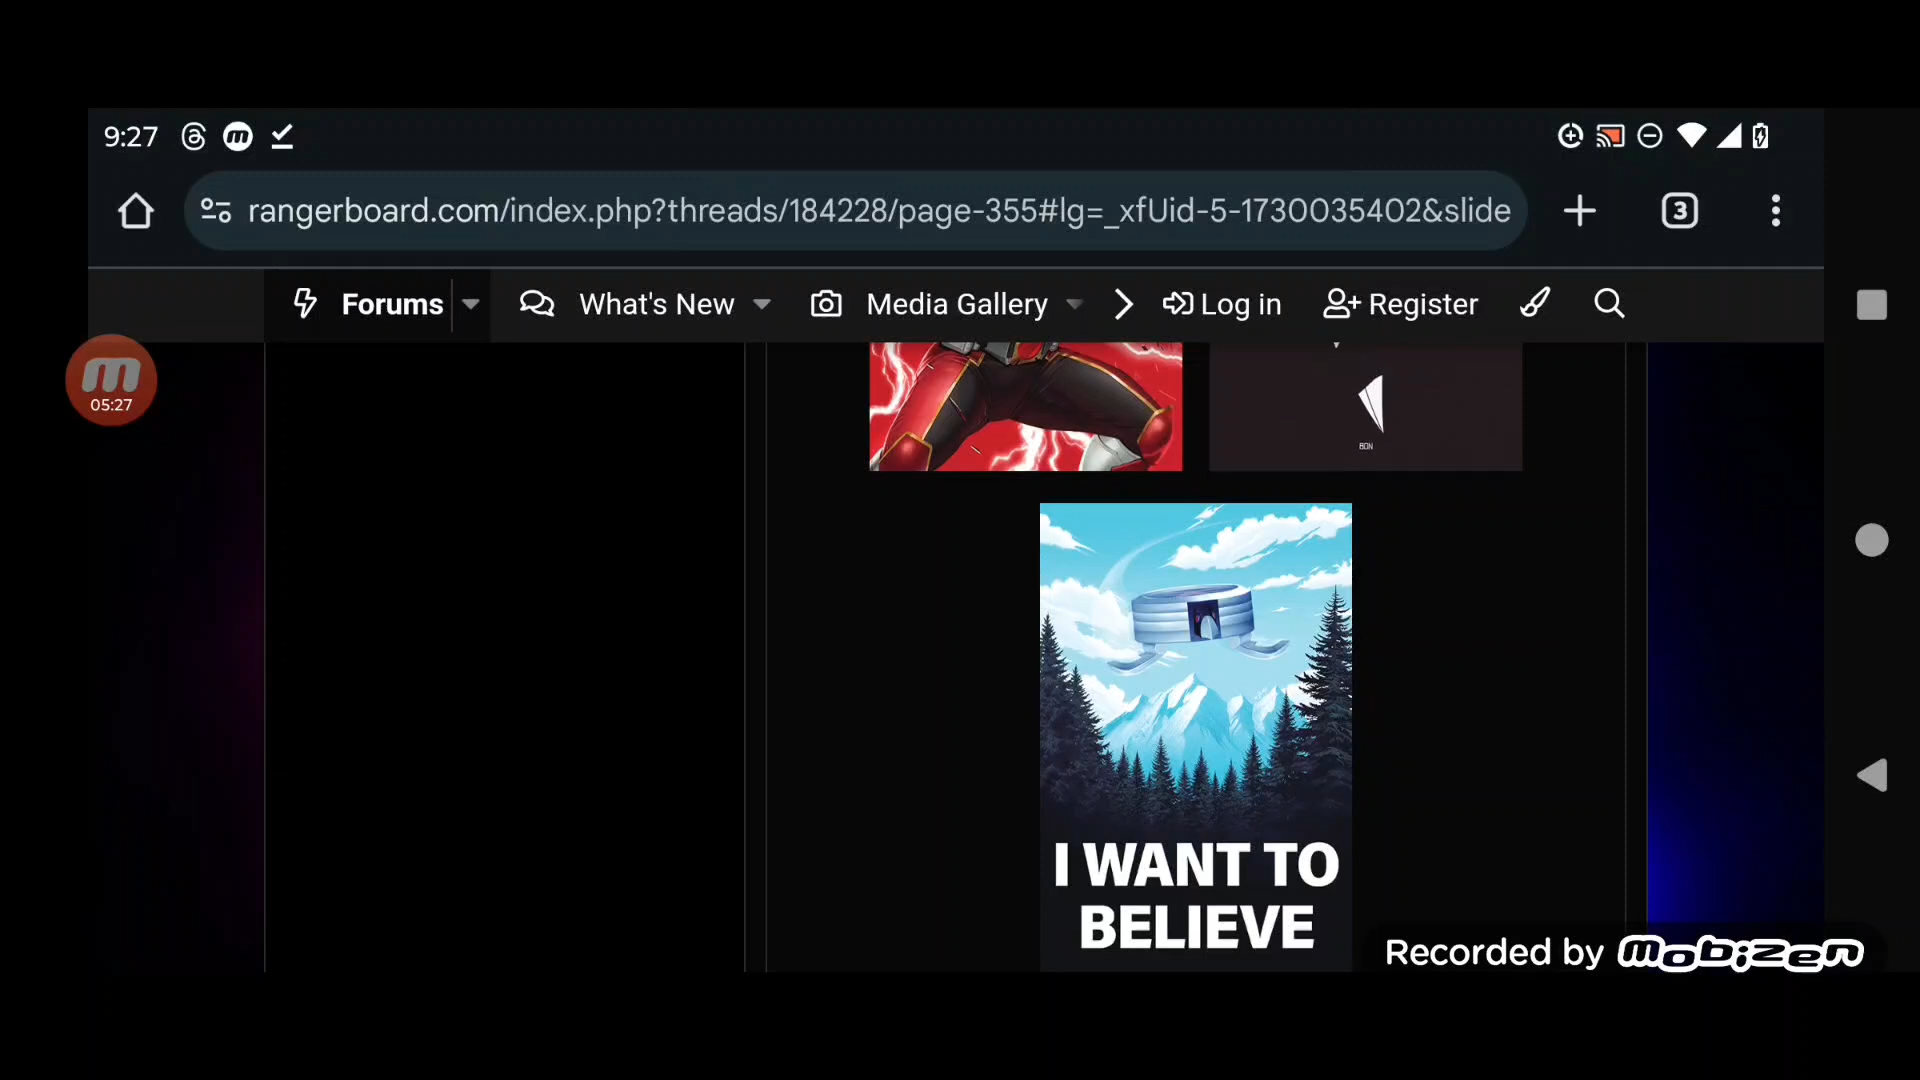 9:27
rangerboard.com/index.php?threads/184228/page-355#lg=_xfUid-5-1730035402&slide
3
Forums
What's New
Media Gallery
Log in
Register
m
05:27
BON
I WANT TO
BELIEVE
Recorded by mobizen